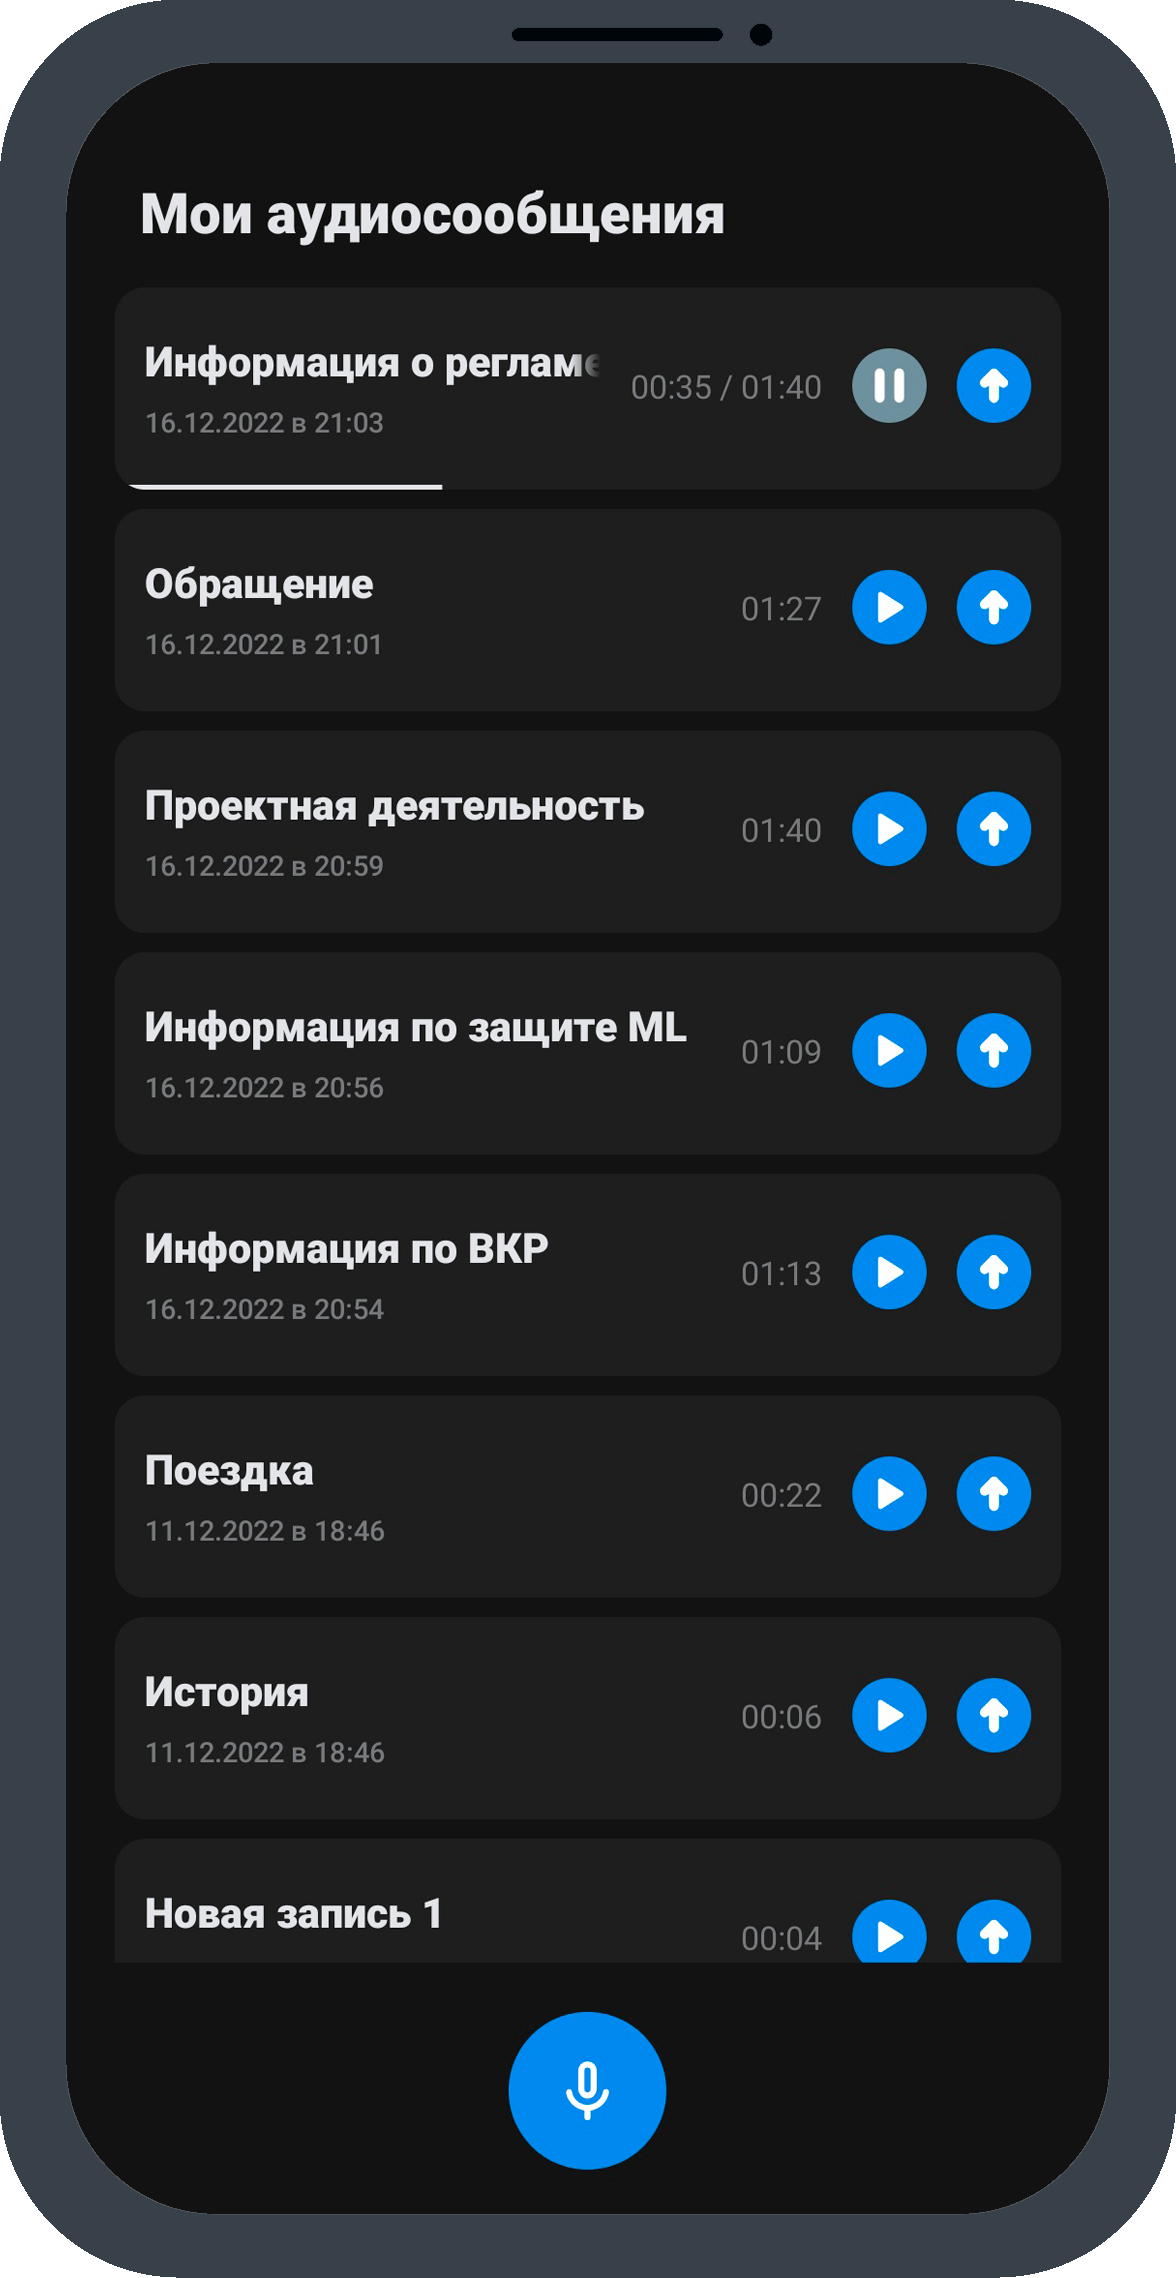 Мои аудиосообщения
Информация о регламе
00:35 / 01:40
16.12.2022 в 21:03
Обращение
01:27
16.12.2022 в 21:01
Проектная деятельность
01:40
16.12.2022 в 20:59
Информация по защите ML
01:09
16.12.2022 в 20:56
Информация по ВКР
01:13
16.12.2022 в 20:54
Поездка
00:22
11.12.2022 в 18:46
История
00:06
11.12.2022 в 18:46
Новая запись 1
00:04